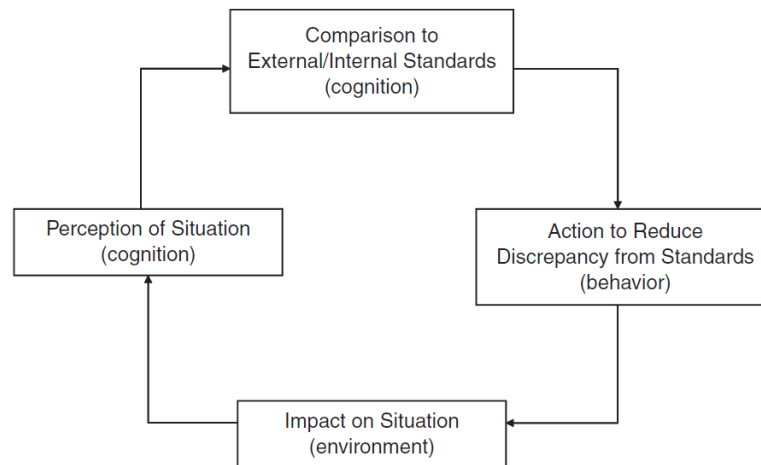 Comparison to
External/Internal Standards
(cognition)
Perception of Situation
(cognition)
Action to Reduce
Discrepancy from Standards
(behavior)
Impact on Situation
(environment)